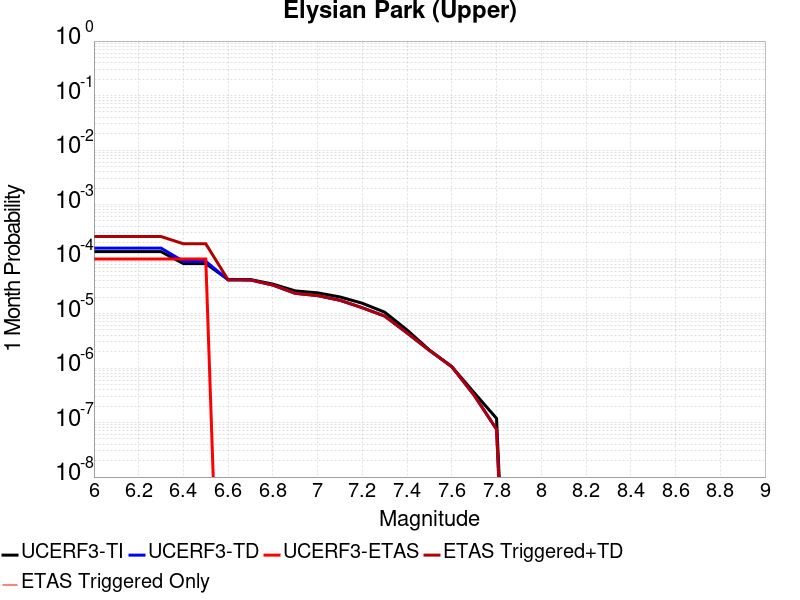 Elysian Park (Upper)
10^0
10^-1
10^-2
10^-3
10^-4
10^-5
10^-6
10^-7
10^-8
1 Month Probability
6 6.2 6.4 6.6 6.8 7 7.2 7.4 7.6 7.8 8 8.2 8.4 8.6 8.8 9
Magnitude
UCERF3-TI UCERF3-TD UCERF3-ETAS ETAS Triggered+TD
ETAS Triggered Only